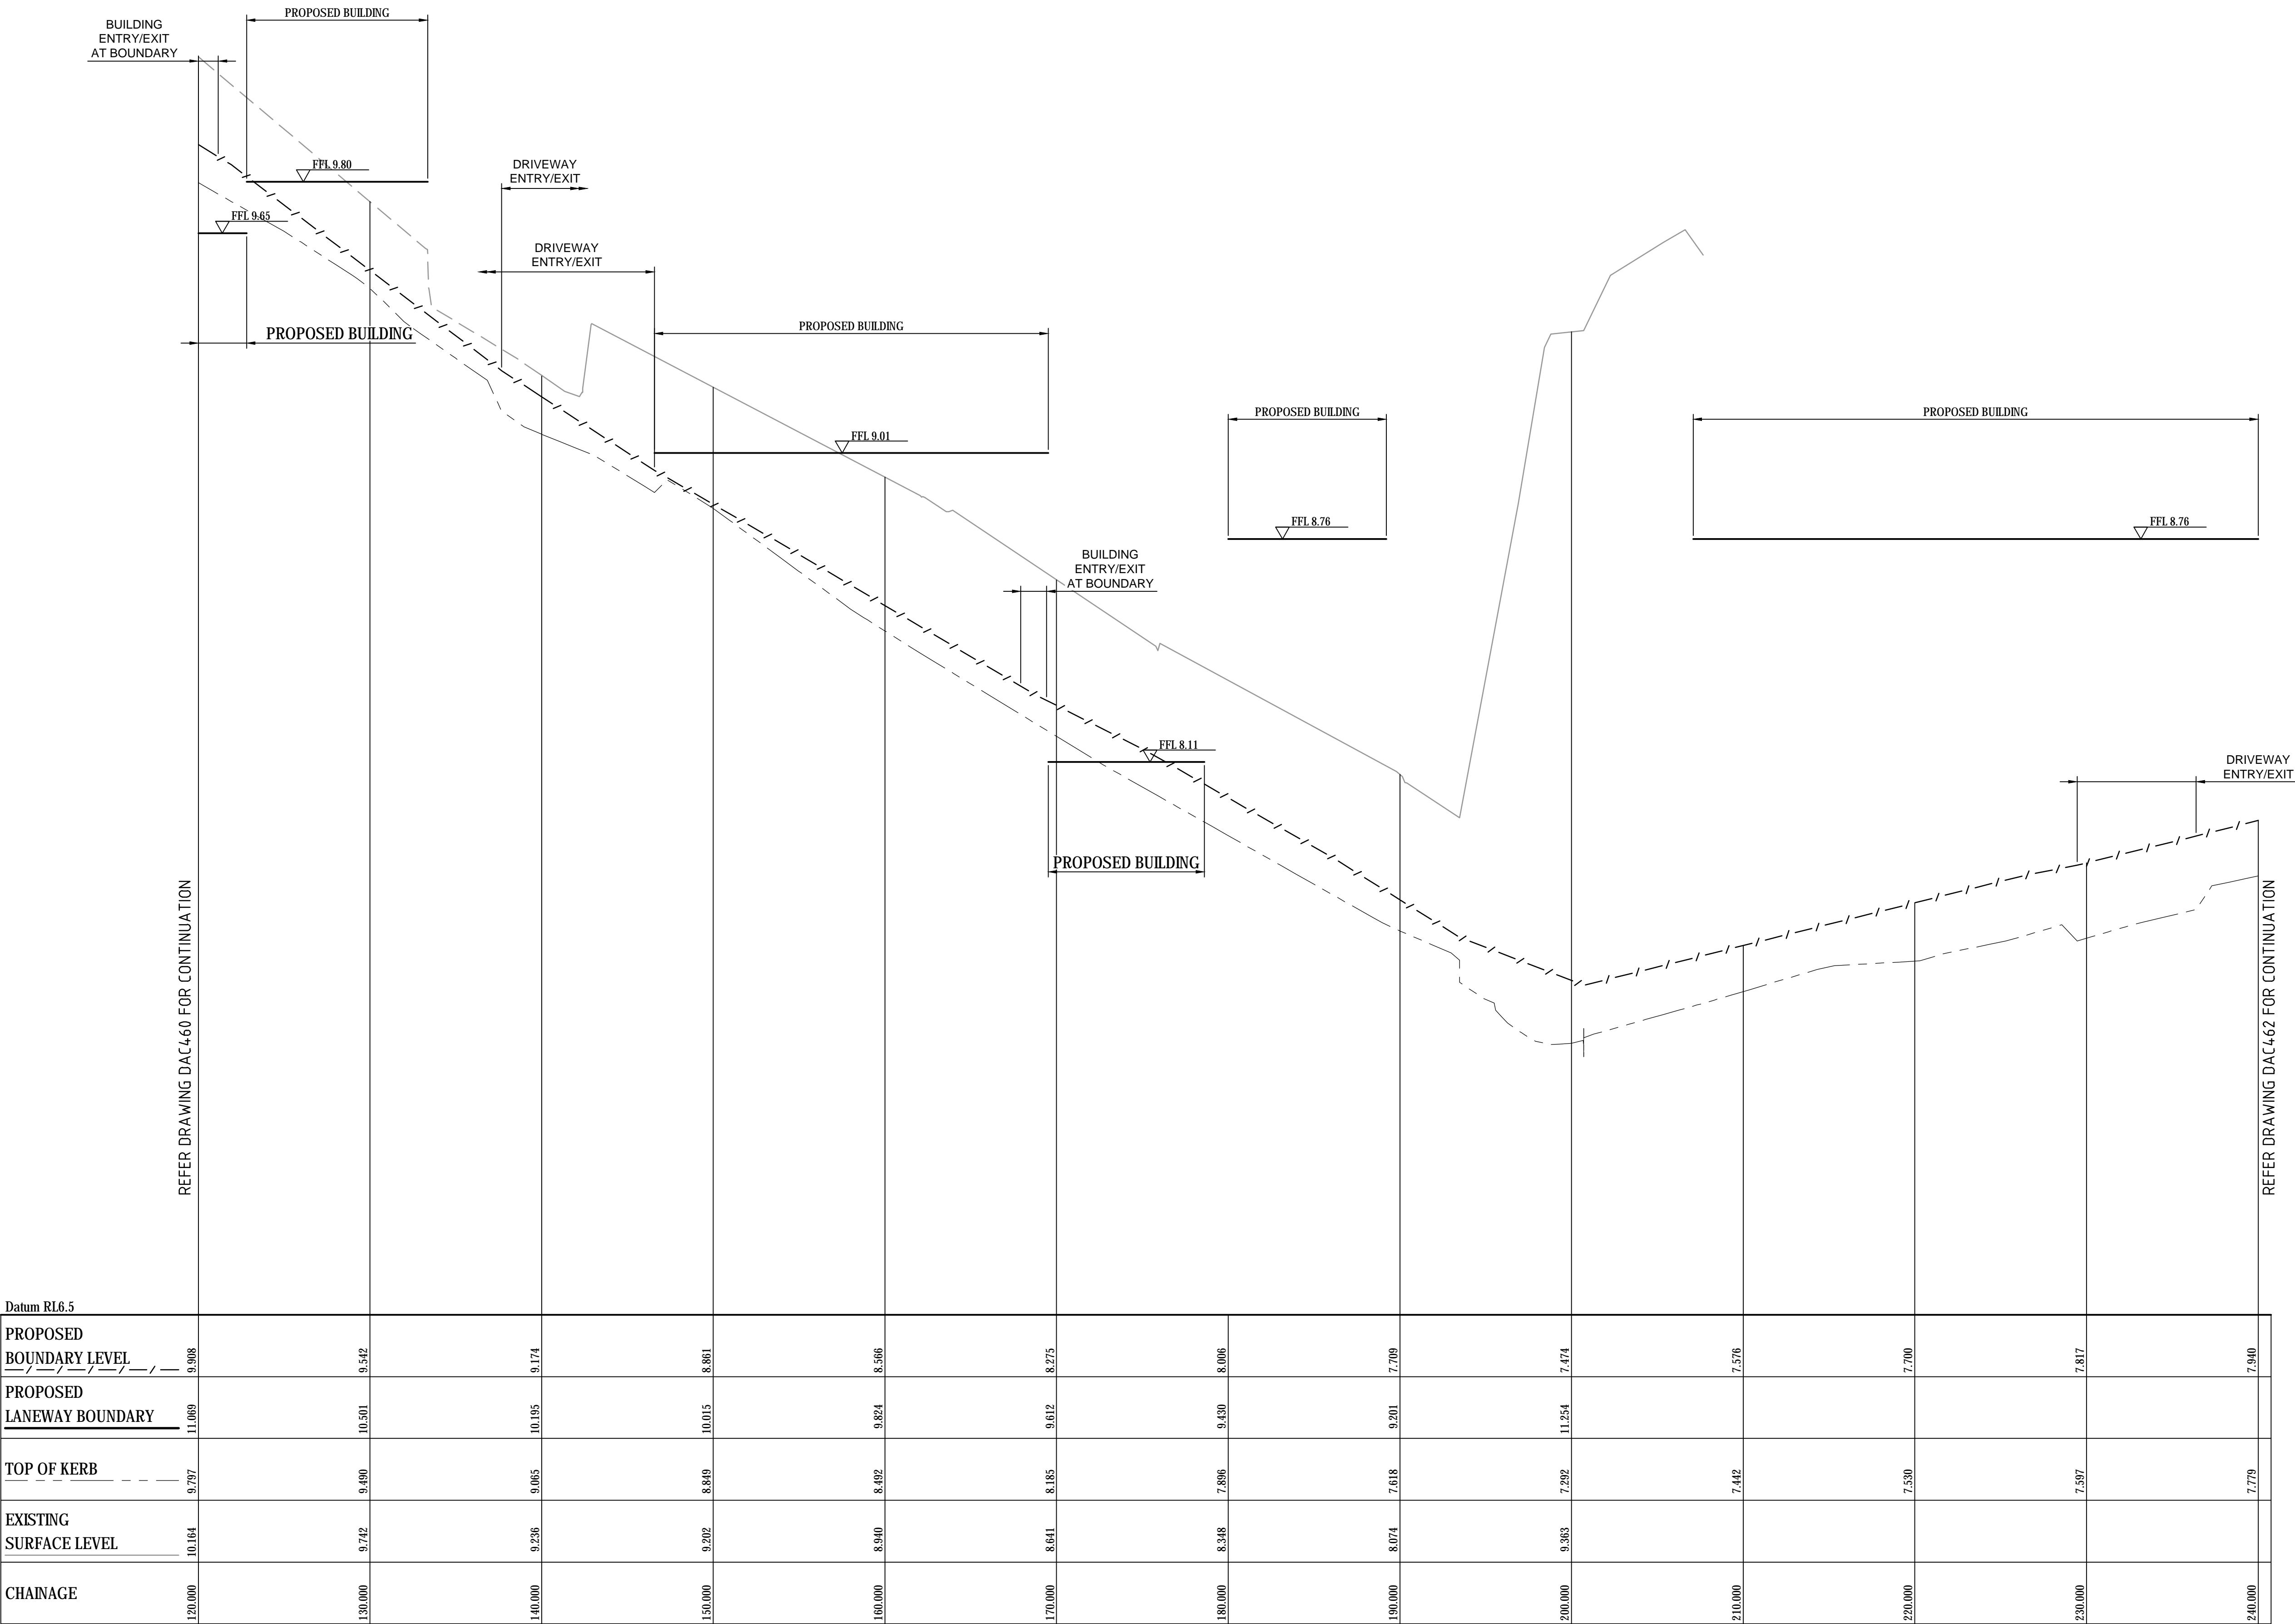 PROPOSED BUILDING
BUILDING
ENTRY/EXIT
AT BOUNDARY
FFL 9.80
DRIVEWAY
ENTRY/EXIT
FFL 9.65
DRIVEWAY
ENTRY/EXIT
PROPOSED BUILDING
PROPOSED BUILDING
FFL 9.01
PROPOSED BUILDING
PROPOSED BUILDING
FFL 8.76
FFL 8.76
BUILDING
ENTRY/EXIT
AT BOUNDARY
FFL 8.11
DRIVEWAY
ENTRY/EXIT
PROPOSED BUILDING
REFER DRAWING DAC460 FOR CONTINUATION
REFER DRAWING DAC462 FOR CONTINUATION
Datum RL6.5
PROPOSED
BOUNDARY LEVEL 9.908 9.542 9.174 8.861 8.566 8.275 8.006 7.709 7.474 7.576 7.700 7.817 7.940
PROPOSED
LANEWAY BOUNDARY 11.069 10.501 10.195 10.015 9.824 9.612 9.430 9.201 11.254
TOP OF KERB 9.797 9.490 9.065 8.849 8.492 8.185 7.896 7.618 7.292 7.442 7.530 7.597 7.779
EXISTING
SURFACE LEVEL 10.164 9.742 9.236 9.202 8.940 8.641 8.348 8.074 9.363
CHAINAGE 120.000 130.000 140.000 150.000 160.000 170.000 180.000 190.000 200.000 210.000 220.000 230.000 240.000